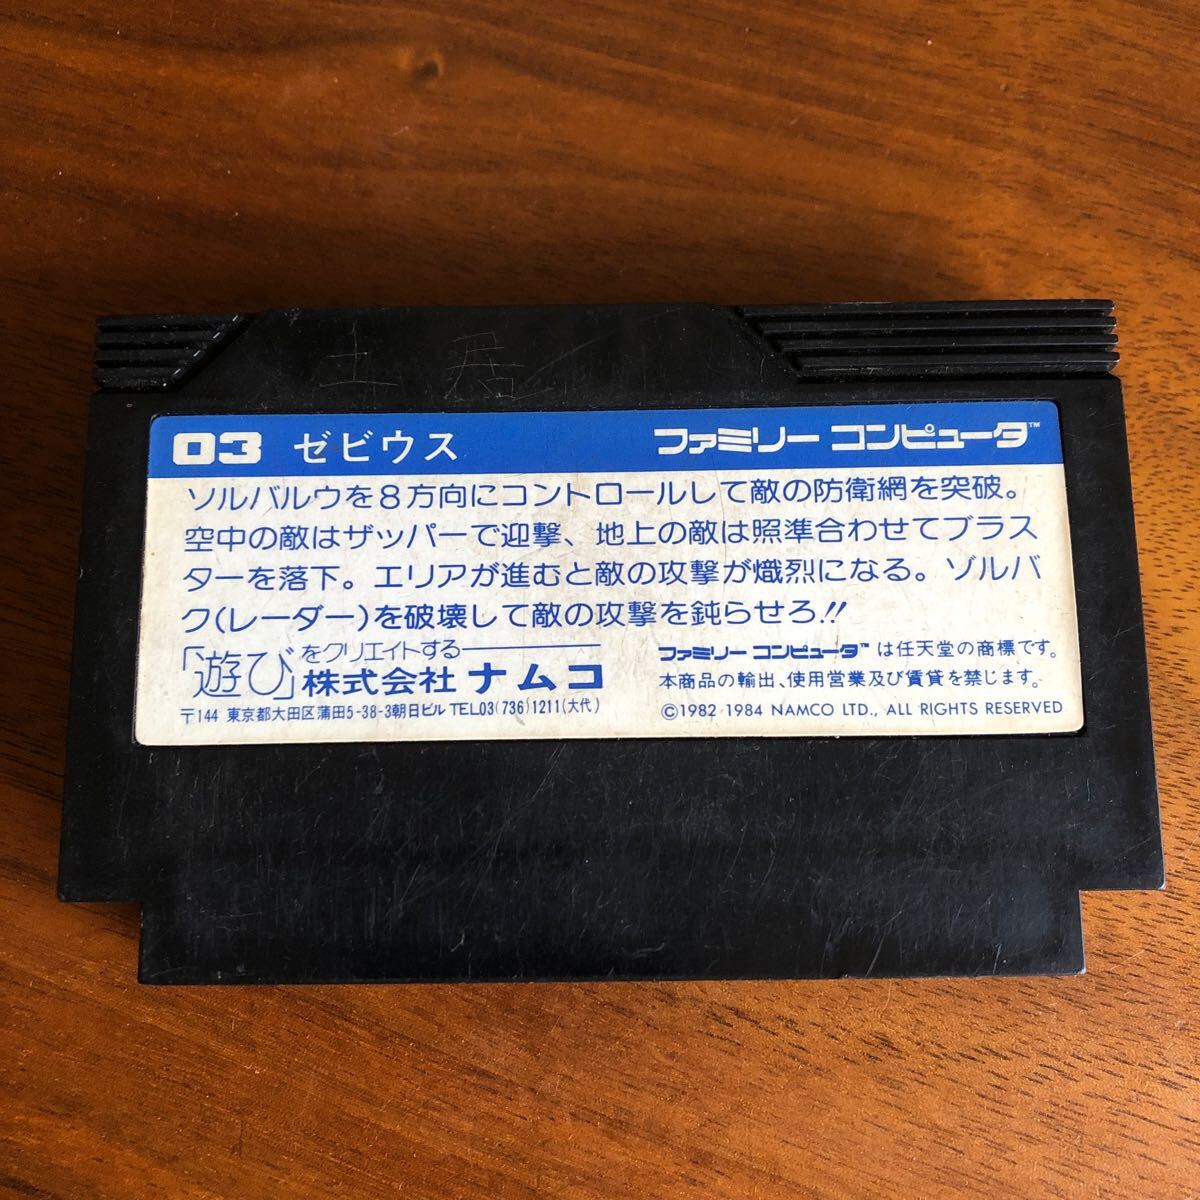 土居
03 ゼビウス ファミリー コンピュータ™
ソルバルウを8方向にコントロールして敵の防衛網を突破。
空中の敵はザッパーで迎撃、地上の敵は照準合わせてブラス
ターを落下。エリアが進むと敵の攻撃が熾烈になる。ゾルバ
ク(レーダー)を破壊して敵の攻撃を鈍らせろ!!
「遊び」をクリエイトする
株式会社 ナムコ
〒144 東京都大田区蒲田5-38-3朝日ビル TEL03(736)1211(大代)
ファミリー コンピュータ™ は任天堂の商標です。
本商品の輸出、使用営業及び賃貸を禁じます。
©1982 1984 NAMCO LTD., ALL RIGHTS RESERVED